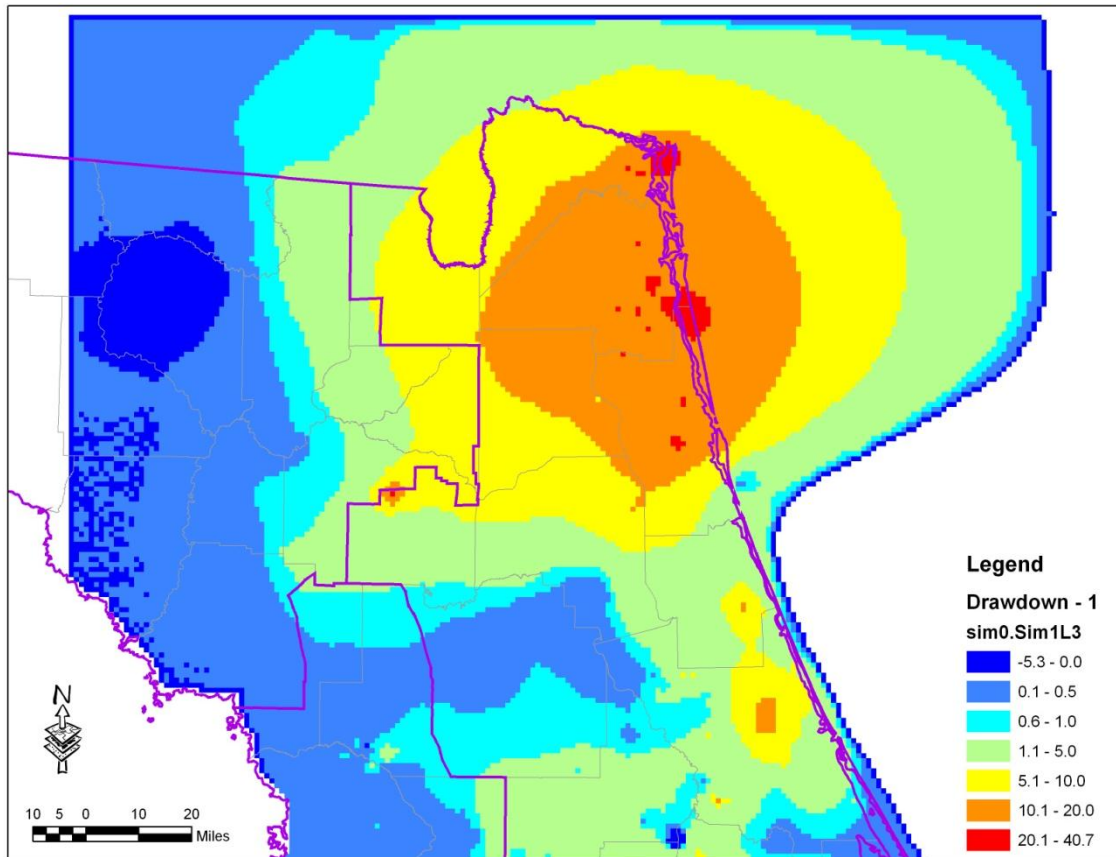 Legend
Drawdown - 1
sim0.Sim1L3
-5.3 - 0.0
0.1 - 0.5
0.6 - 1.0
1.1 - 5.0
5.1 - 10.0
10.1 - 20.0
20.1 - 40.7
N
10 5 0 10 20
Miles